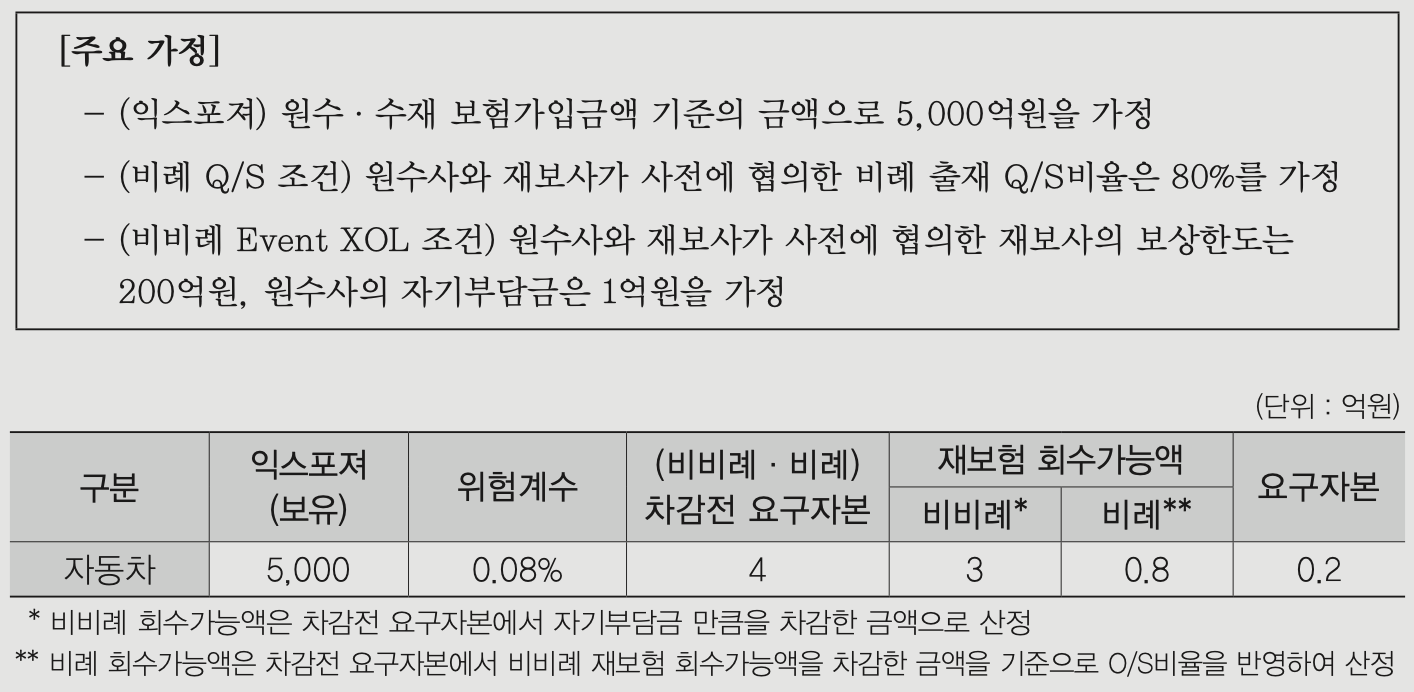 [주요 가정]
– (익스포져) 원수 · 수재 보험가입금액 기준의 금액으로 5,000억원을 가정
– (비례 Q/S 조건) 원수사와 재보사가 사전에 협의한 비례 출재 Q/S비율은 80%를 가정
– (비비례 Event XOL 조건) 원수사와 재보사가 사전에 협의한 재보사의 보상한도는
200억원, 원수사의 자기부담금은 1억원을 가정
(단위 : 억원)
구분 익스포져 (보유) 위험계수 (비비례 · 비례) 차감전 요구자본 재보험 회수가능액 요구자본
비비례* 비례**
자동차 5,000 0.08% 4 3 0.8 0.2
* 비비례 회수가능액은 차감전 요구자본에서 자기부담금 만큼을 차감한 금액으로 산정
** 비례 회수가능액은 차감전 요구자본에서 비비례 재보험 회수가능액을 차감한 금액을 기준으로 O/S비율을 반영하여 산정